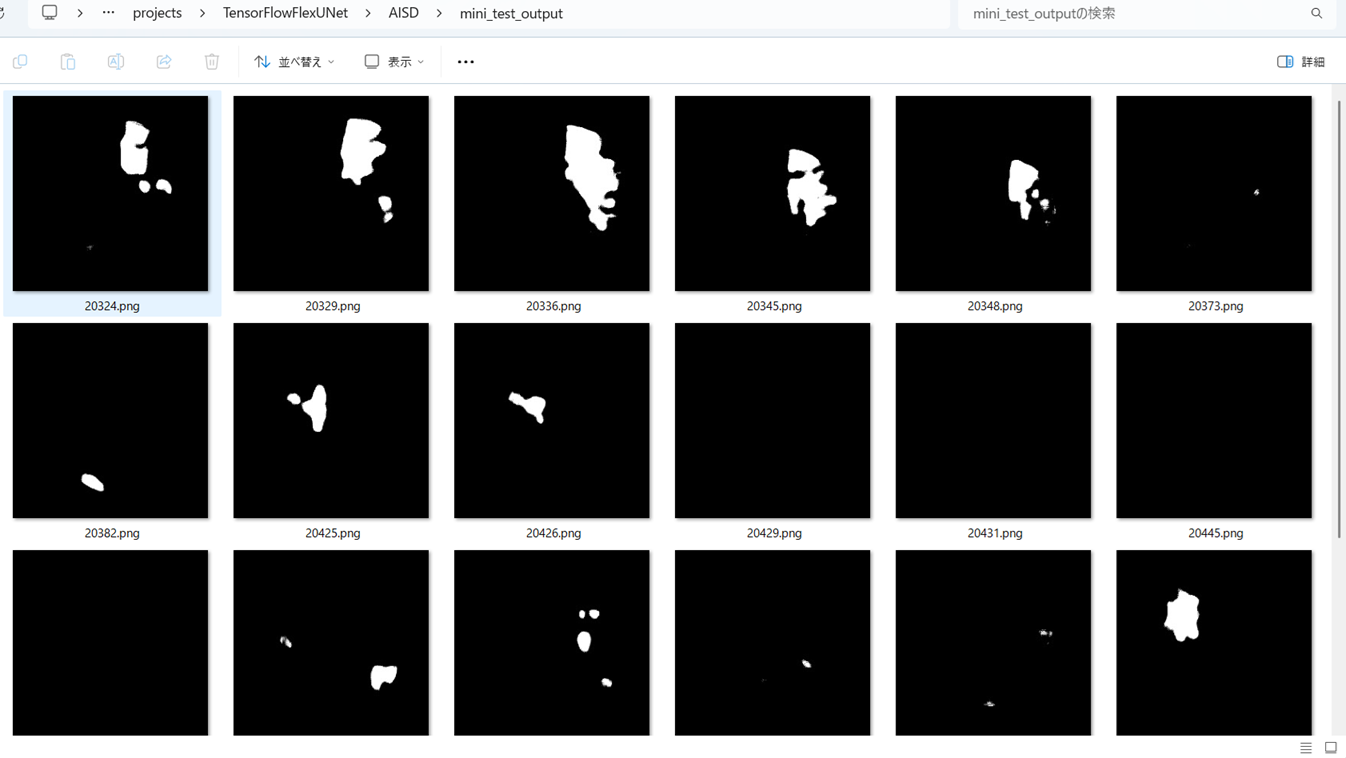 … projects > TensorFlowFlexUNet > AISD > mini_test_output mini_test_outputの検索
並べ替え 表示 … 詳細
20324.png 20329.png 20336.png 20345.png 20348.png 20373.png
20382.png 20425.png 20426.png 20429.png 20431.png 20445.png